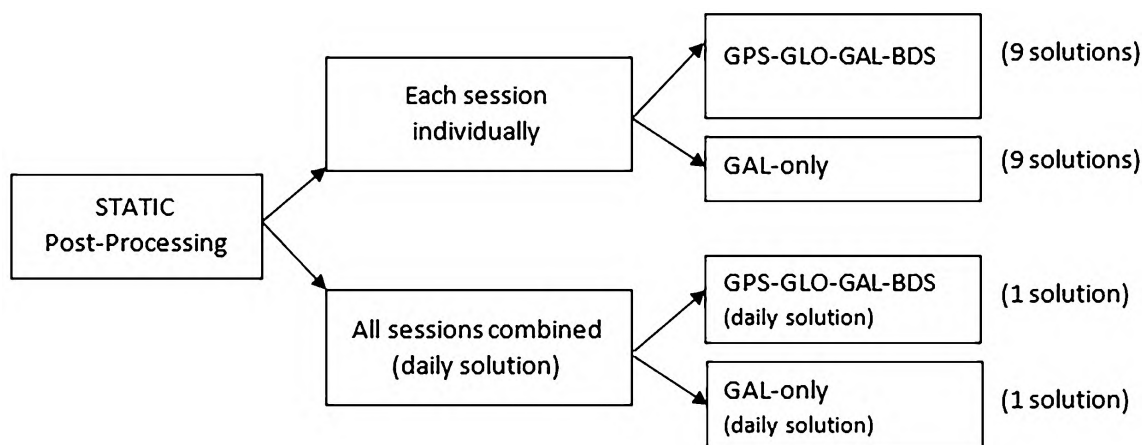 STATIC
Post-Processing
Each session
individually
GPS-GLO-GAL-BDS
(9 solutions)
GAL-only
(9 solutions)
All sessions combined
(daily solution)
GPS-GLO-GAL-BDS
(daily solution)
(1 solution)
GAL-only
(daily solution)
(1 solution)